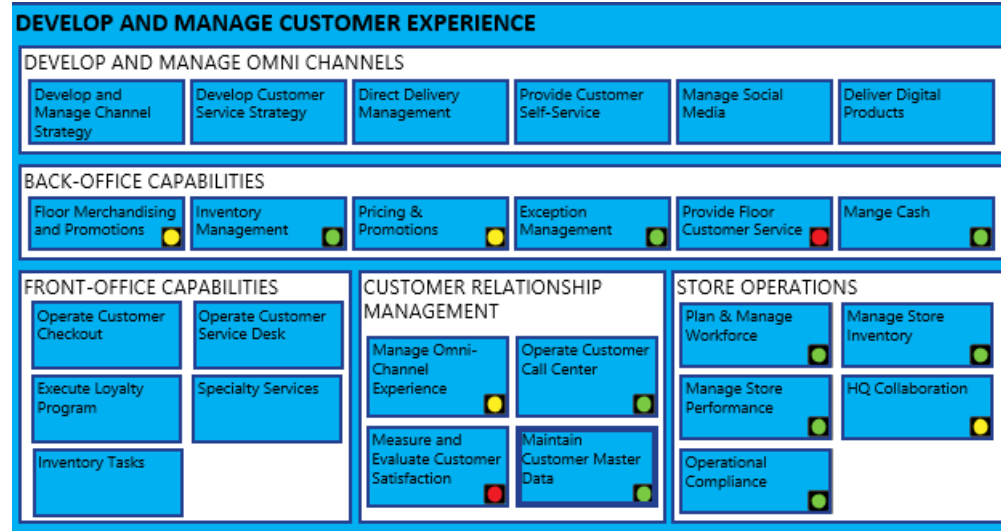 DEVELOP AND MANAGE CUSTOMER EXPERIENCE
DEVELOP AND MANAGE OMNI CHANNELS
Develop and
Manage Channel
Strategy
Develop Customer
Service Strategy
Direct Delivery
Management
Provide Customer
Self-Service
Manage Social
Media
Deliver Digital
Products
BACK-OFFICE CAPABILITIES
Floor Merchandising
and Promotions
Inventory
Management
Pricing &
Promotions
Exception
Management
Provide Floor
Customer Service
Mange Cash
FRONT-OFFICE CAPABILITIES
Operate Customer
Checkout
Operate Customer
Service Desk
Execute Loyalty
Program
Specialty Services
Inventory Tasks
CUSTOMER RELATIONSHIP
MANAGEMENT
Manage Omni-
Channel
Experience
Operate Customer
Call Center
Measure and
Evaluate Customer
Satisfaction
Maintain
Customer Master
Data
STORE OPERATIONS
Plan & Manage
Workforce
Manage Store
Inventory
Manage Store
Performance
HQ Collaboration
Operational
Compliance